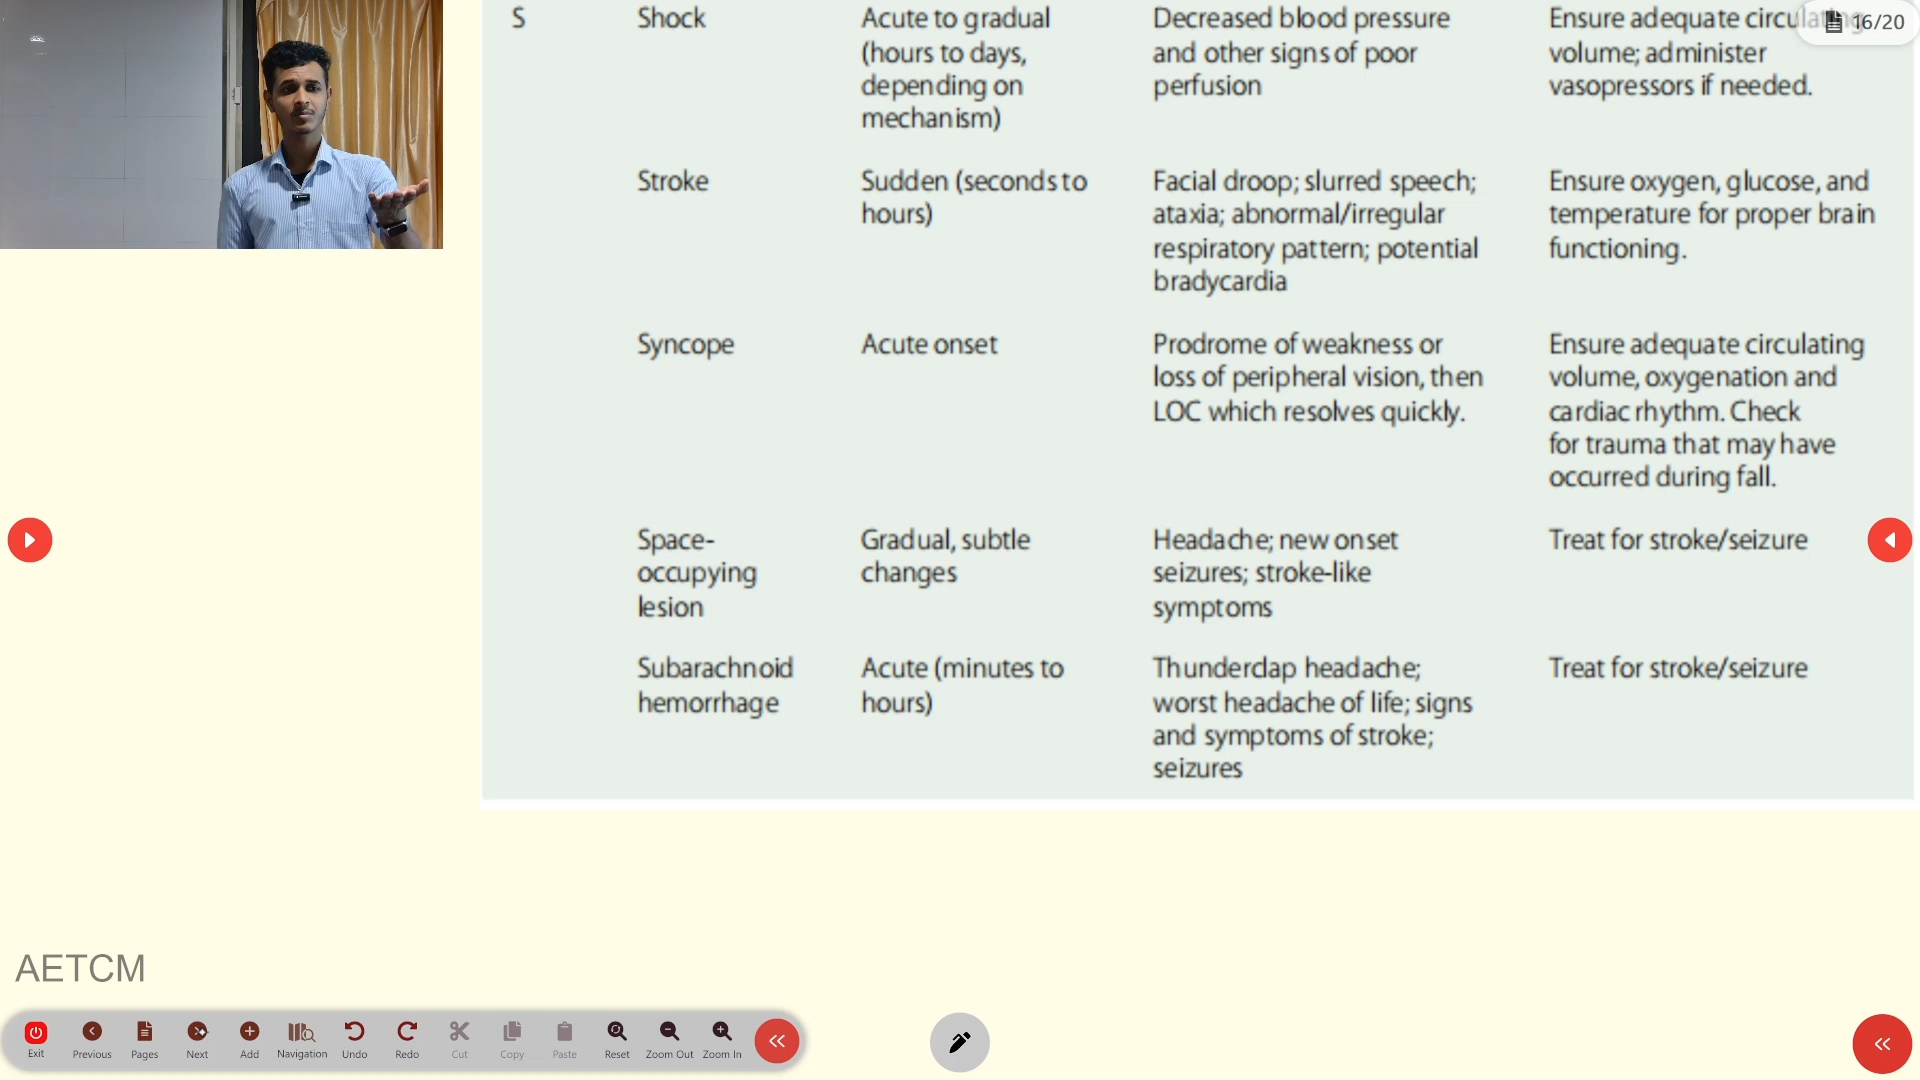 S Shock Acute to gradual Decreased blood pressure Ensure adequate circulating
(hours to days, and other signs of poor volume; administer
depending on perfusion vasopressors if needed.
mechanism)
16/20
Stroke Sudden (seconds to Facial droop; slurred speech; Ensure oxygen, glucose, and
hours) ataxia; abnormal/irregular temperature for proper brain
respiratory pattern; potential functioning.
bradycardia
Syncope Acute onset Prodrome of weakness or Ensure adequate circulating
loss of peripheral vision, then volume, oxygenation and
LOC which resolves quickly. cardiac rhythm. Check
for trauma that may have
occurred during fall.
Space- Gradual, subtle Headache; new onset Treat for stroke/seizure
occupying changes seizures; stroke-like
lesion symptoms
Subarachnoid Acute (minutes to Thunderclap headache; Treat for stroke/seizure
hemorrhage hours) worst headache of life; signs
and symptoms of stroke;
seizures
AETCM
Exit Previous Pages Next Add Navigation Undo Redo Cut Copy Paste Reset Zoom Out Zoom In